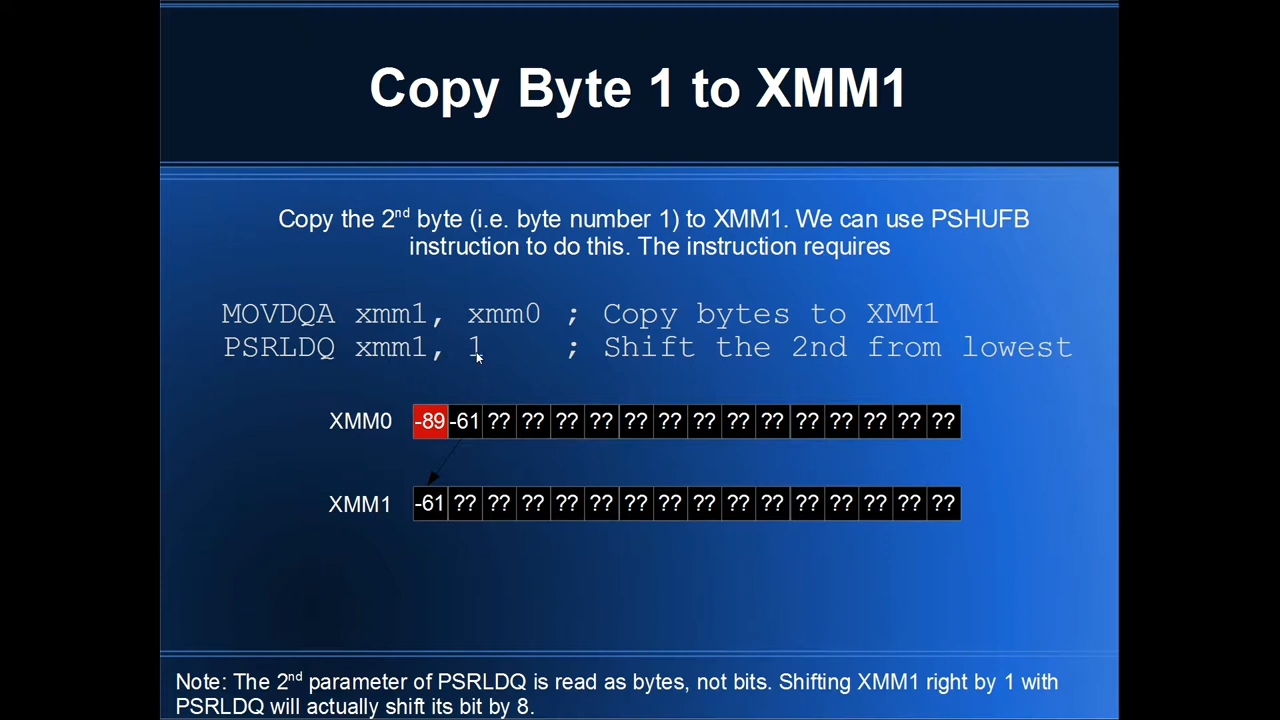 Copy Byte 1 to XMM1
Copy the 2nd byte (i.e. byte number 1) to XMM1. We can use PSHUFB
instruction to do this. The instruction requires
MOVDQA xmm1, xmm0 ; Copy bytes to XMM1
PSRLDQ xmm1, 1 ; Shift the 2nd from lowest
XMM0 -89 -61 ?? ?? ?? ?? ?? ?? ?? ?? ?? ?? ?? ?? ?? ??
XMM1 -61 ?? ?? ?? ?? ?? ?? ?? ?? ?? ?? ?? ?? ?? ?? ??
Note: The 2nd parameter of PSRLDQ is read as bytes, not bits. Shifting XMM1 right by 1 with
PSRLDQ will actually shift its bit by 8.